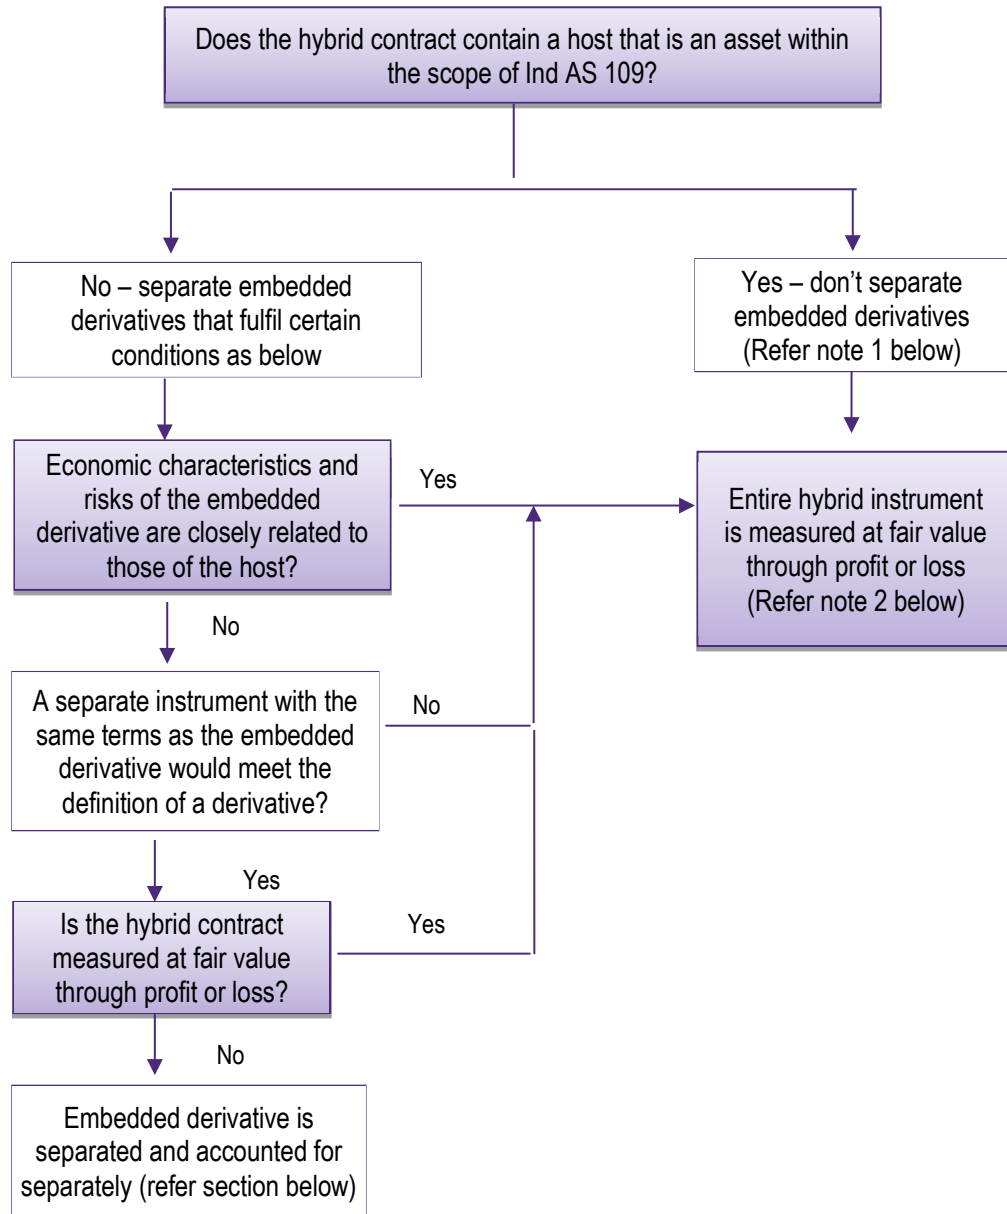 Does the hybrid contract contain a host that is an asset within
the scope of Ind AS 109?
No – separate embedded
derivatives that fulfil certain
conditions as below
Yes – don’t separate
embedded derivatives
(Refer note 1 below)
Economic characteristics and
risks of the embedded
derivative are closely related to
those of the host?
Yes
Entire hybrid instrument
is measured at fair value
through profit or loss
(Refer note 2 below)
No
A separate instrument with the
same terms as the embedded
derivative would meet the
definition of a derivative?
No
Yes
Is the hybrid contract
measured at fair value
through profit or loss?
Yes
No
Embedded derivative is
separated and accounted for
separately (refer section below)